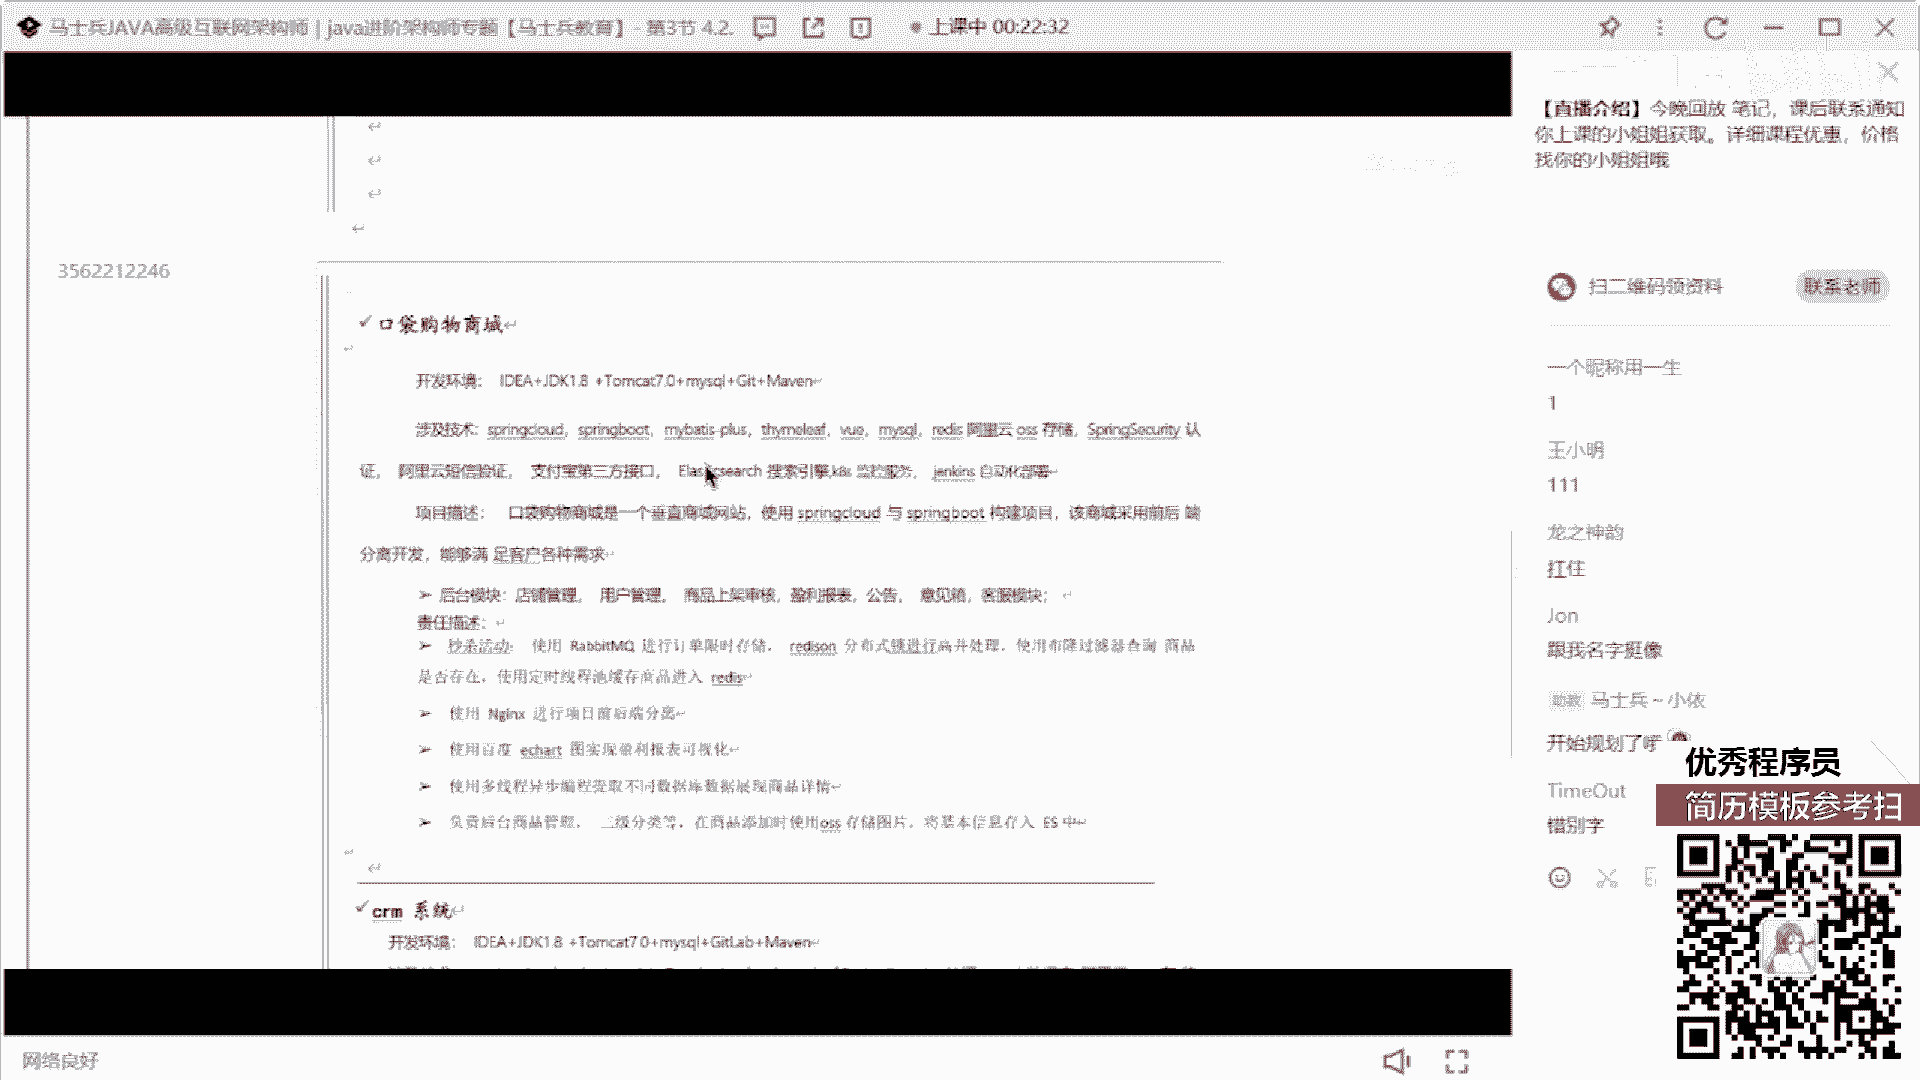 马士兵JAVA高级互联网架构师 | java进阶架构师专题【马士兵教育】 - 第3节 4.2.
上课中 00:22:32
3562212246
口袋购物商城
开发环境: IDEA+JDK1.8 +Tomcat7.0+mysql+Git+Maven
涉及技术: springcloud, springboot, mybatis-plus, thymeleaf, vue, mysql, redis 阿里云 oss 存储, SpringSecurity 认
证, 阿里云短信验证, 支付宝第三方接口, Elasticsearch 搜索引擎,k8s 监控服务, jenkins 自动化部署
项目描述: 口袋购物商城是一个垂直商城网站, 使用 springcloud 与 springboot 构建项目, 该商城采用前后 端
分离开发, 能够满 足客户各种需求
➢ 后台模块: 店铺管理, 用户管理, 商品上架审核, 盈利报表, 公告, 意见箱, 客服模块;
责任描述:
➢ 秒杀活动: 使用 RabbitMQ 进行订单限时存储, redison 分布式锁进行高并处理, 使用布隆过滤器查询 商品
是否存在, 使用定时线程池缓存商品进入 redis
➢ 使用 Nginx 进行项目前后端分离
➢ 使用百度 echart 图实现盈利报表可视化
➢ 使用多线程异步编程提取不同数据库数据展现商品详情
➢ 负责后台商品管理, 三级分类等, 在商品添加时使用oss 存储图片, 将基本信息存入 ES 中
crm 系统
开发环境: IDEA+JDK1.8 +Tomcat7.0+mysql+GitLab+Maven
网络良好
【直播介绍】今晚回放 笔记, 课后联系通知
你上课的小姐姐获取。详细课程优惠, 价格
找你的小姐姐哦
扫二维码领资料
联系老师
一个昵称用一生
1
王小明
111
龙之神韵
扛住
Jon
跟我名字挺像
助教 马士兵 - 小依
开始规划了呀
TimeOut
错别字
优秀程序员
简历模板参考扫